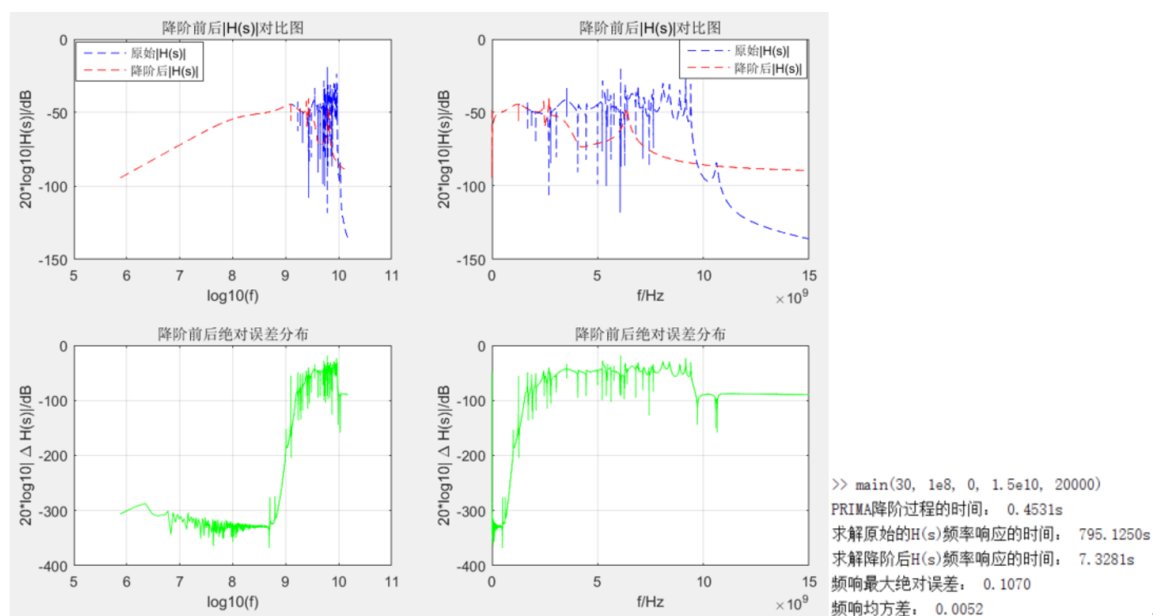 降阶前后|H(s)|对比图
0
-50
-100
-150
20*log10|H(s)|/dB
原始|H(s)|
降阶后|H(s)|
5 6 7 8 9 10 11
log10(f)
降阶前后|H(s)|对比图
0
-50
-100
-150
20*log10|H(s)|/dB
原始|H(s)|
降阶后|H(s)|
0 5 10 15
f/Hz
×10^9
降阶前后绝对误差分布
0
-100
-200
-300
-400
20*log10| △ H(s)|/dB
5 6 7 8 9 10 11
log10(f)
降阶前后绝对误差分布
0
-100
-200
-300
-400
20*log10| △ H(s)|/dB
0 5 10 15
f/Hz
×10^9
>> main(30, 1e8, 0, 1.5e10, 20000)
PRIMA降阶过程的时间： 0.4531s
求解原始的H(s)频率响应的时间： 795.1250s
求解降阶后H(s)频率响应的时间： 7.3281s
频响最大绝对误差： 0.1070
频响均方差： 0.0052